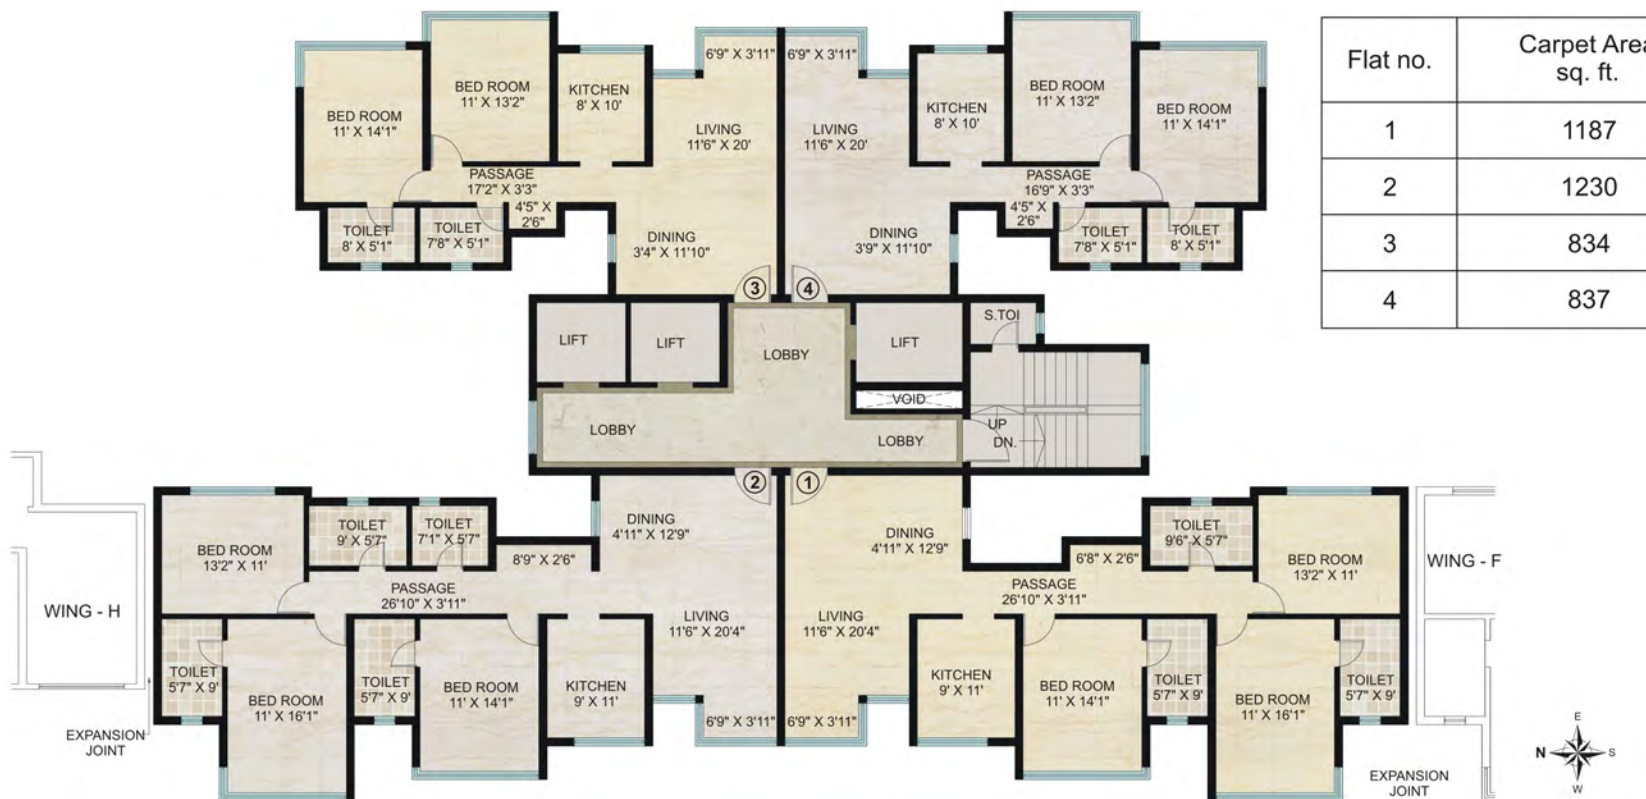 Flat no.
Carpet Area
sq. ft.
1
1187
2
1230
3
834
4
837
6'9" X 3'11"
6'9" X 3'11"
BED ROOM
11' X 14'1"
BED ROOM
11' X 13'2"
KITCHEN
8' X 10'
LIVING
11'6" X 20'
LIVING
11'6" X 20'
KITCHEN
8' X 10'
BED ROOM
11' X 13'2"
BED ROOM
11' X 14'1"
PASSAGE
17'2" X 3'3"
4'5" X
2'6"
PASSAGE
16'9" X 3'3"
4'5" X
2'6"
TOILET
8' X 5'1"
TOILET
7'8" X 5'1"
DINING
3'4" X 11'10"
DINING
3'9" X 11'10"
TOILET
7'8" X 5'1"
TOILET
8' X 5'1"
3
4
LIFT
LIFT
LOBBY
LIFT
S.TOI
VOID
LOBBY
LOBBY
UP
DN.
2
1
BED ROOM
13'2" X 11'
TOILET
9' X 5'7"
TOILET
7'1" X 5'7"
8'9" X 2'6"
DINING
4'11" X 12'9"
DINING
4'11" X 12'9"
6'8" X 2'6"
TOILET
9'6" X 5'7"
BED ROOM
13'2" X 11'
WING - F
WING - H
PASSAGE
26'10" X 3'11"
LIVING
11'6" X 20'4"
LIVING
11'6" X 20'4"
PASSAGE
26'10" X 3'11"
TOILET
5'7" X 9'
BED ROOM
11' X 16'1"
TOILET
5'7" X 9'
BED ROOM
11' X 14'1"
KITCHEN
9' X 11'
6'9" X 3'11"
6'9" X 3'11"
KITCHEN
9' X 11'
BED ROOM
11' X 14'1"
TOILET
5'7" X 9'
BED ROOM
11' X 16'1"
TOILET
5'7" X 9'
EXPANSION
JOINT
EXPANSION
JOINT
E
N
S
W